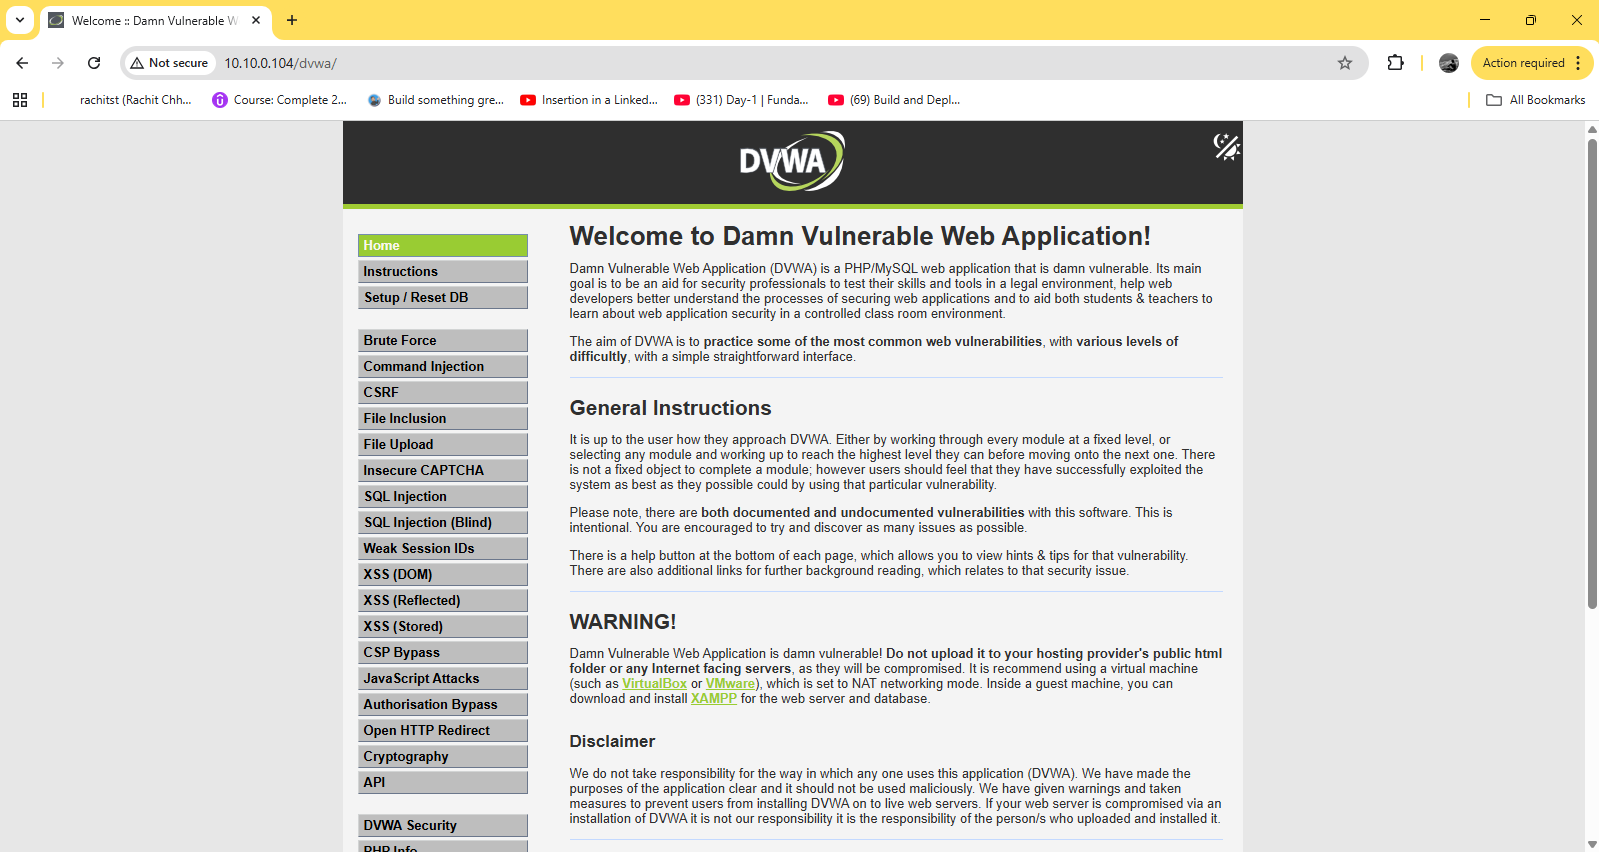 Welcome :: Damn Vulnerable W
Not secure
10.10.0.104/dvwa/
Action required
rachitst (Rachit Chh...
Course: Complete 2...
Build something gre...
Insertion in a Linked...
(331) Day-1 | Funda...
(69) Build and Depl...
All Bookmarks
DVWA
Home
Instructions
Setup / Reset DB
Brute Force
Command Injection
CSRF
File Inclusion
File Upload
Insecure CAPTCHA
SQL Injection
SQL Injection (Blind)
Weak Session IDs
XSS (DOM)
XSS (Reflected)
XSS (Stored)
CSP Bypass
JavaScript Attacks
Authorisation Bypass
Open HTTP Redirect
Cryptography
API
DVWA Security
PHP Info
Welcome to Damn Vulnerable Web Application!
Damn Vulnerable Web Application (DVWA) is a PHP/MySQL web application that is damn vulnerable. Its main
goal is to be an aid for security professionals to test their skills and tools in a legal environment, help web
developers better understand the processes of securing web applications and to aid both students & teachers to
learn about web application security in a controlled class room environment.
The aim of DVWA is to practice some of the most common web vulnerabilities, with various levels of
difficultly, with a simple straightforward interface.
General Instructions
It is up to the user how they approach DVWA. Either by working through every module at a fixed level, or
selecting any module and working up to reach the highest level they can before moving onto the next one. There
is not a fixed object to complete a module; however users should feel that they have successfully exploited the
system as best as they possible could by using that particular vulnerability.
Please note, there are both documented and undocumented vulnerabilities with this software. This is
intentional. You are encouraged to try and discover as many issues as possible.
There is a help button at the bottom of each page, which allows you to view hints & tips for that vulnerability.
There are also additional links for further background reading, which relates to that security issue.
WARNING!
Damn Vulnerable Web Application is damn vulnerable! Do not upload it to your hosting provider's public html
folder or any Internet facing servers, as they will be compromised. It is recommend using a virtual machine
(such as VirtualBox or VMware), which is set to NAT networking mode. Inside a guest machine, you can
download and install XAMPP for the web server and database.
Disclaimer
We do not take responsibility for the way in which any one uses this application (DVWA). We have made the
purposes of the application clear and it should not be used maliciously. We have given warnings and taken
measures to prevent users from installing DVWA on to live web servers. If your web server is compromised via an
installation of DVWA it is not our responsibility it is the responsibility of the person/s who uploaded and installed it.